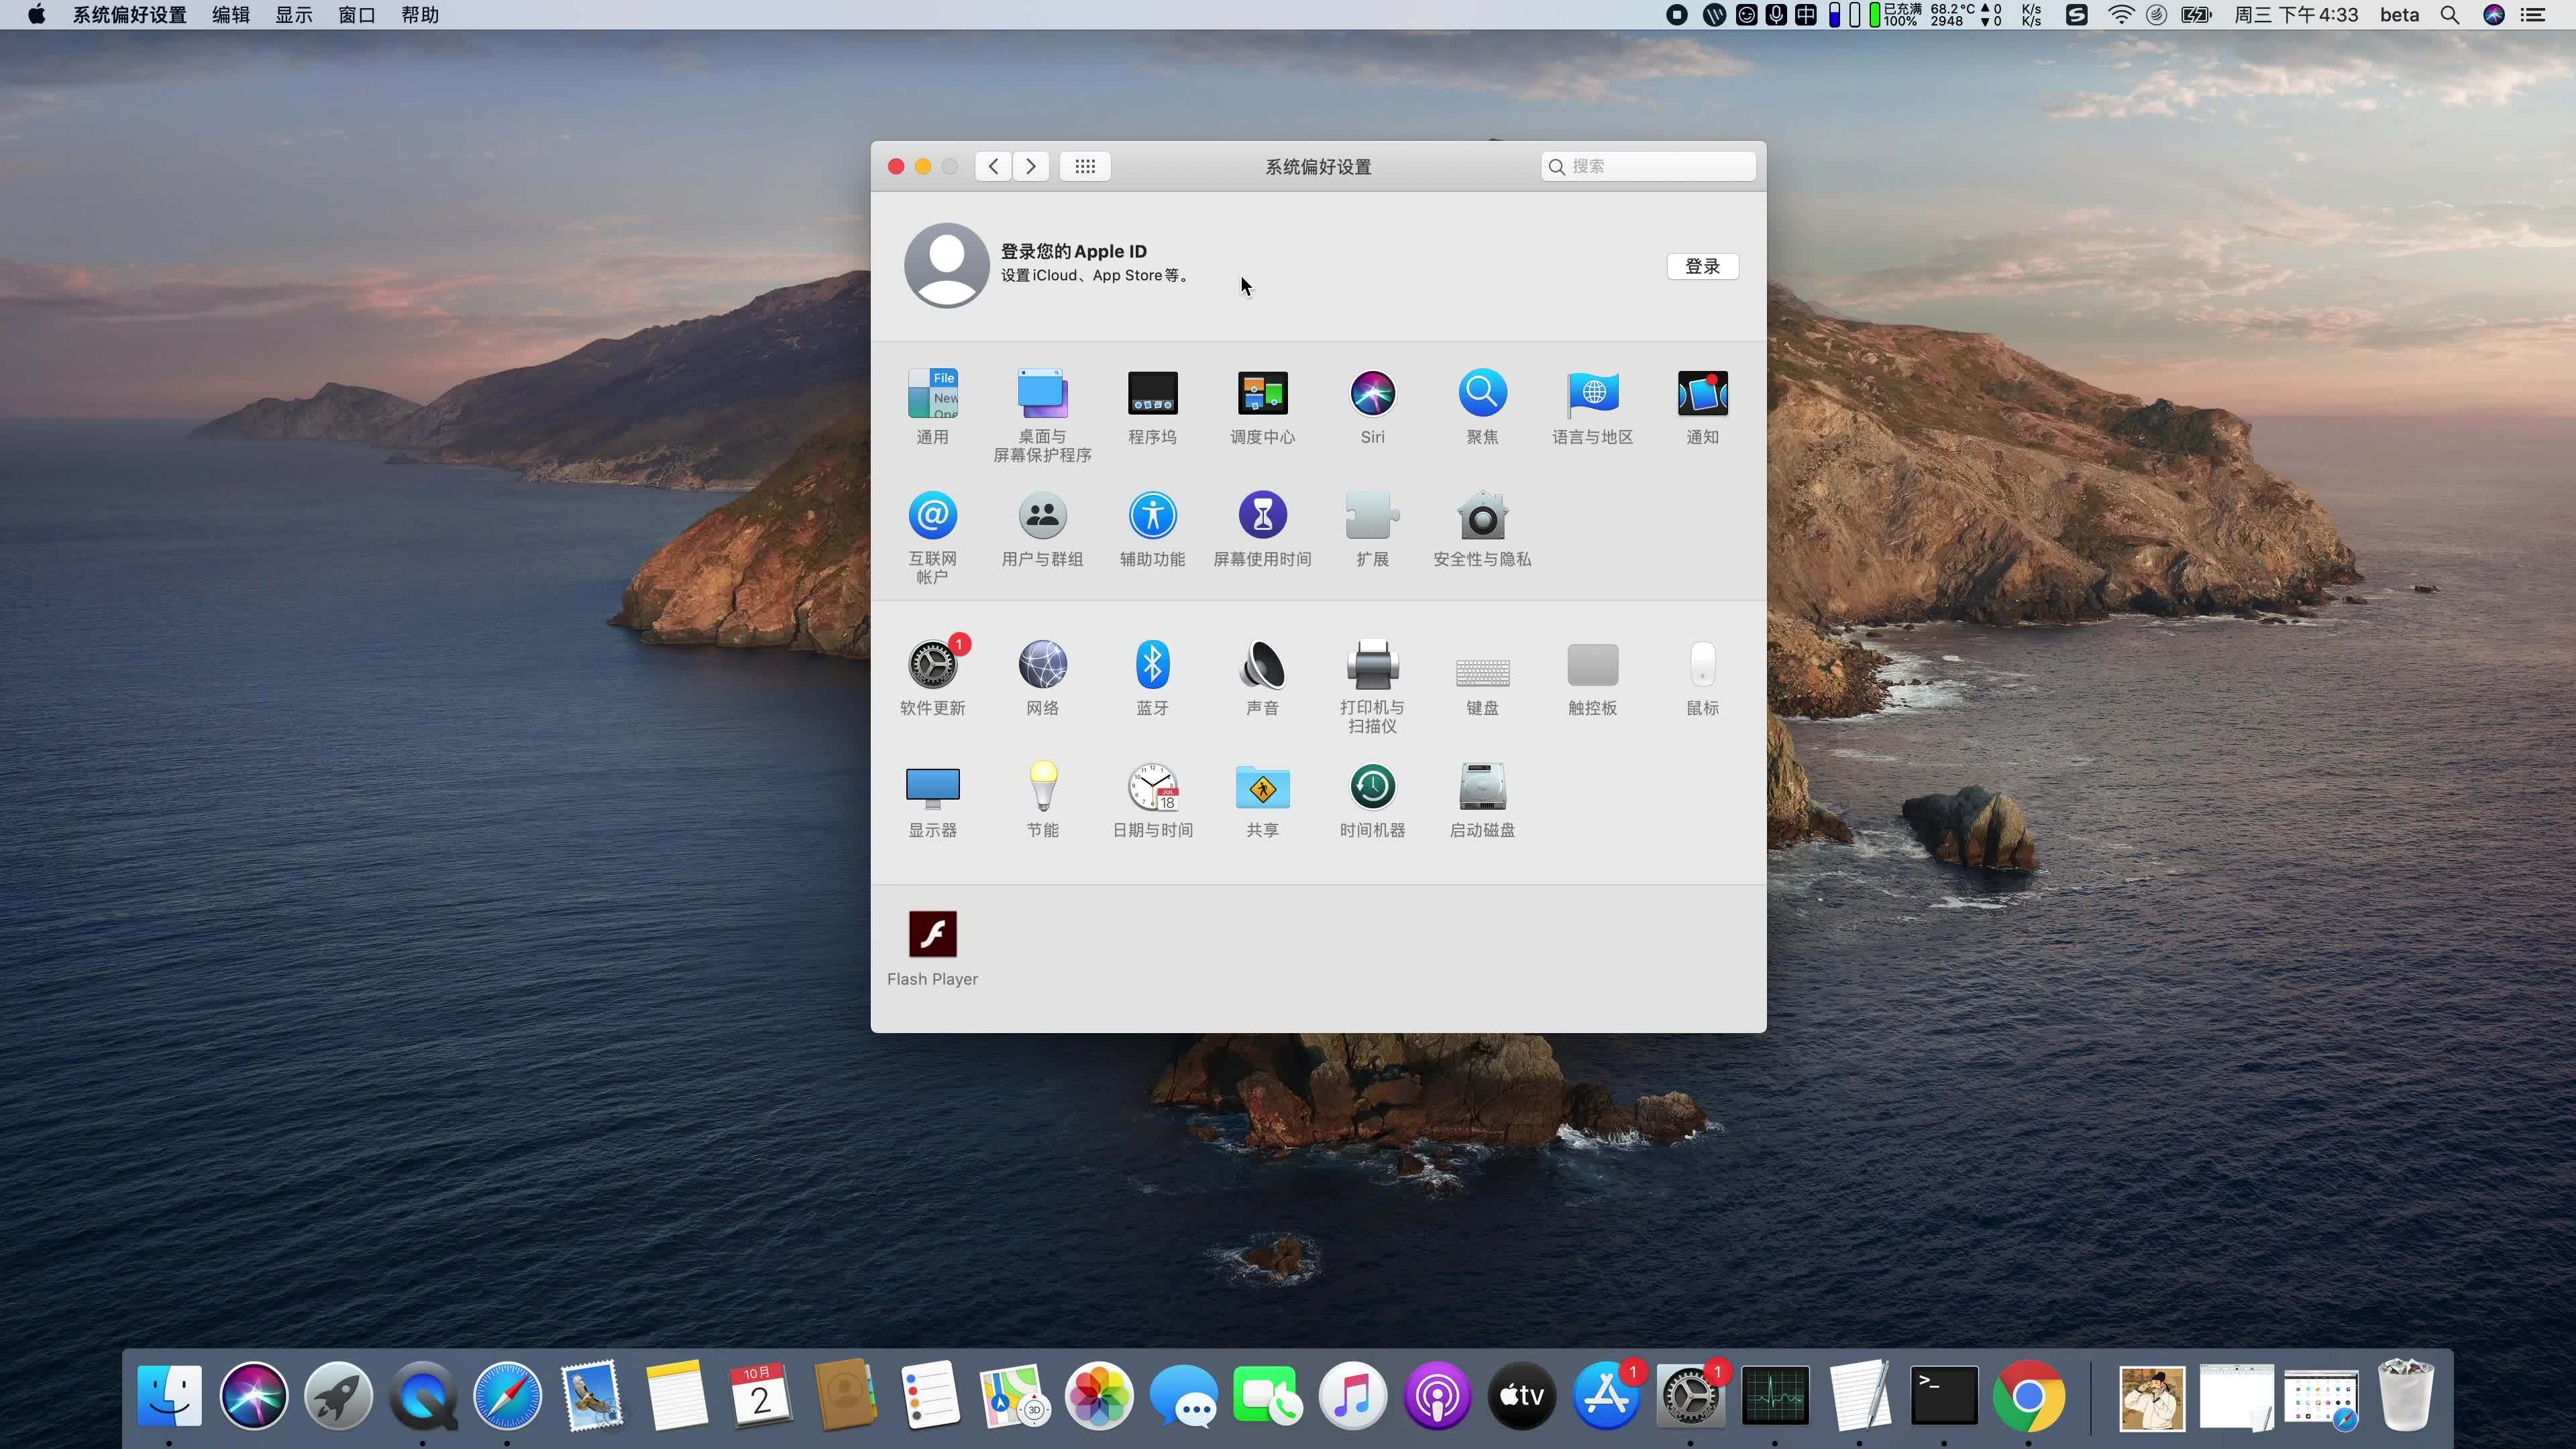 系统偏好设置 编辑 显示 窗口 帮助
中 已充满 68.2°C ▲ 0 K/s
100% 2948 ▼ 0 K/s
周三 下午4:33 beta
系统偏好设置
搜索
登录您的 Apple ID
设置 iCloud、App Store 等。
登录
File
New
Ope
通用
桌面与
屏幕保护程序
程序坞
调度中心
Siri
聚焦
语言与地区
通知
@
互联网
帐户
用户与群组
辅助功能
屏幕使用时间
扩展
安全性与隐私
1
软件更新
网络
蓝牙
声音
打印机与
扫描仪
键盘
触控板
鼠标
JUL
18
显示器
节能
日期与时间
共享
时间机器
启动磁盘
Flash Player
10月
2
3D
tv
1
1
>_